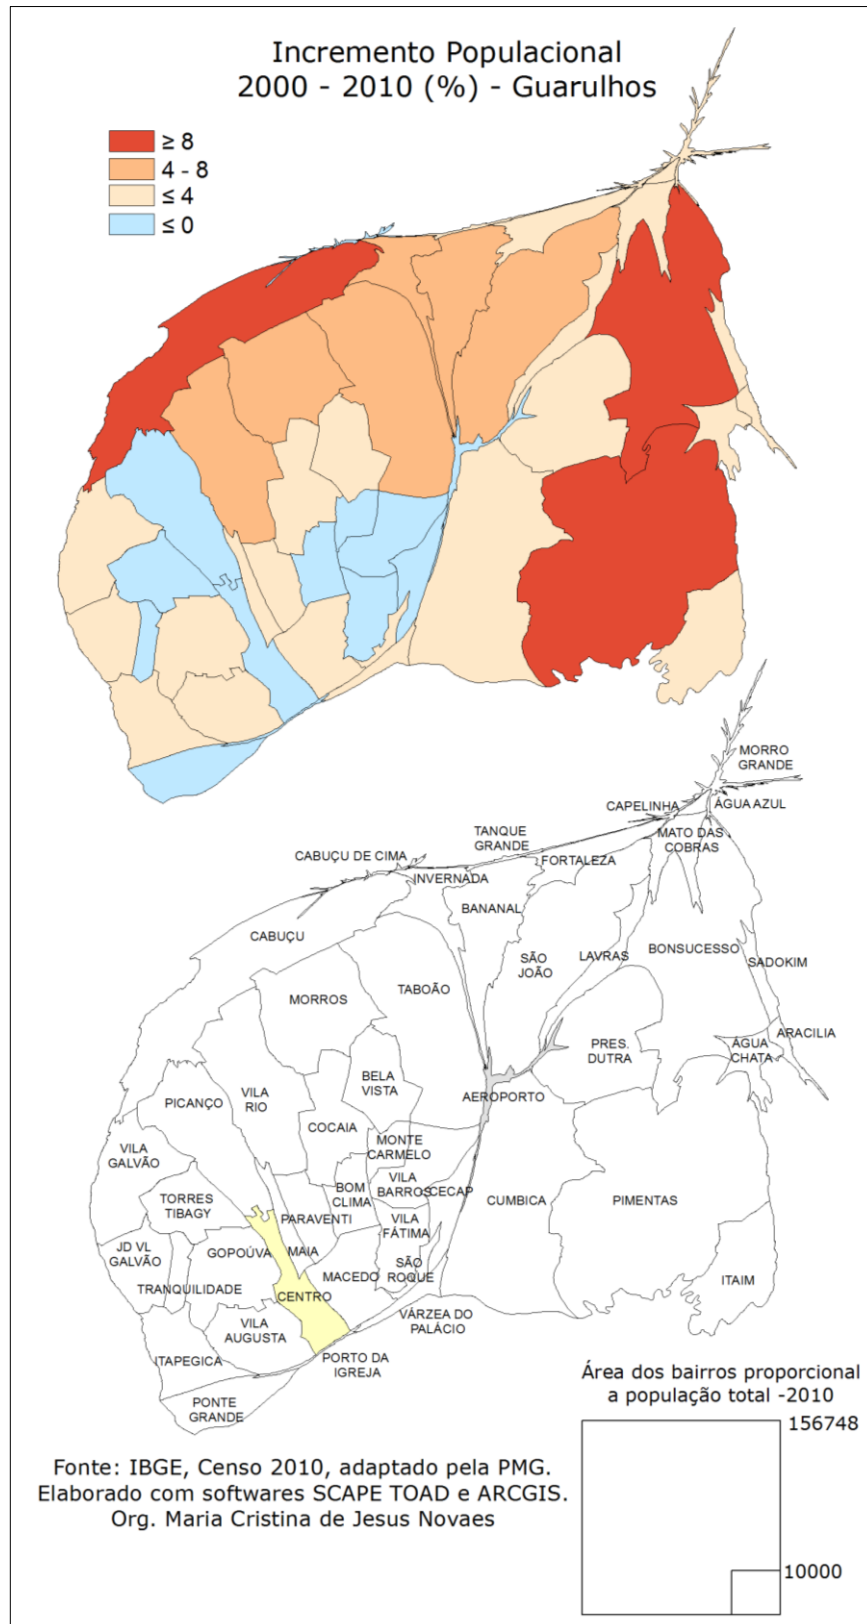 Incremento Populacional
2000 - 2010 (%) - Guarulhos
≥ 8
4 - 8
≤ 4
≤ 0
MORRO
GRANDE
CAPELINHA
ÁGUA AZUL
TANQUE
GRANDE
MATO DAS
COBRAS
CABUÇU DE CIMA
FORTALEZA
INVERNADA
BANANAL
CABUÇU
SÃO
JOÃO
LAVRAS
BONSUCESSO
SADOKIM
MORROS
TABOÃO
ARACILIA
PRES.
DUTRA
ÁGUA
CHATA
BELA
VISTA
AEROPORTO
PICANÇO
VILA
RIO
COCAIA
MONTE
CARMELO
VILA
GALVÃO
VILA
BARROS
CECAP
BOM
CLIMA
CUMBICA
PIMENTAS
TORRES
TIBAGY
PARAVENTI
VILA
FÁTIMA
JD VL
GALVÃO
GOPOÚVA
MAIA
SÃO
ROQUE
MACEDO
ITAIM
TRANQUILIDADE
CENTRO
VÁRZEA DO
PALÁCIO
VILA
AUGUSTA
ITAPEGICA
PORTO DA
IGREJA
PONTE
GRANDE
Área dos bairros proporcional
a população total -2010
156748
10000
Fonte: IBGE, Censo 2010, adaptado pela PMG.
Elaborado com softwares SCAPE TOAD e ARCGIS.
Org. Maria Cristina de Jesus Novaes